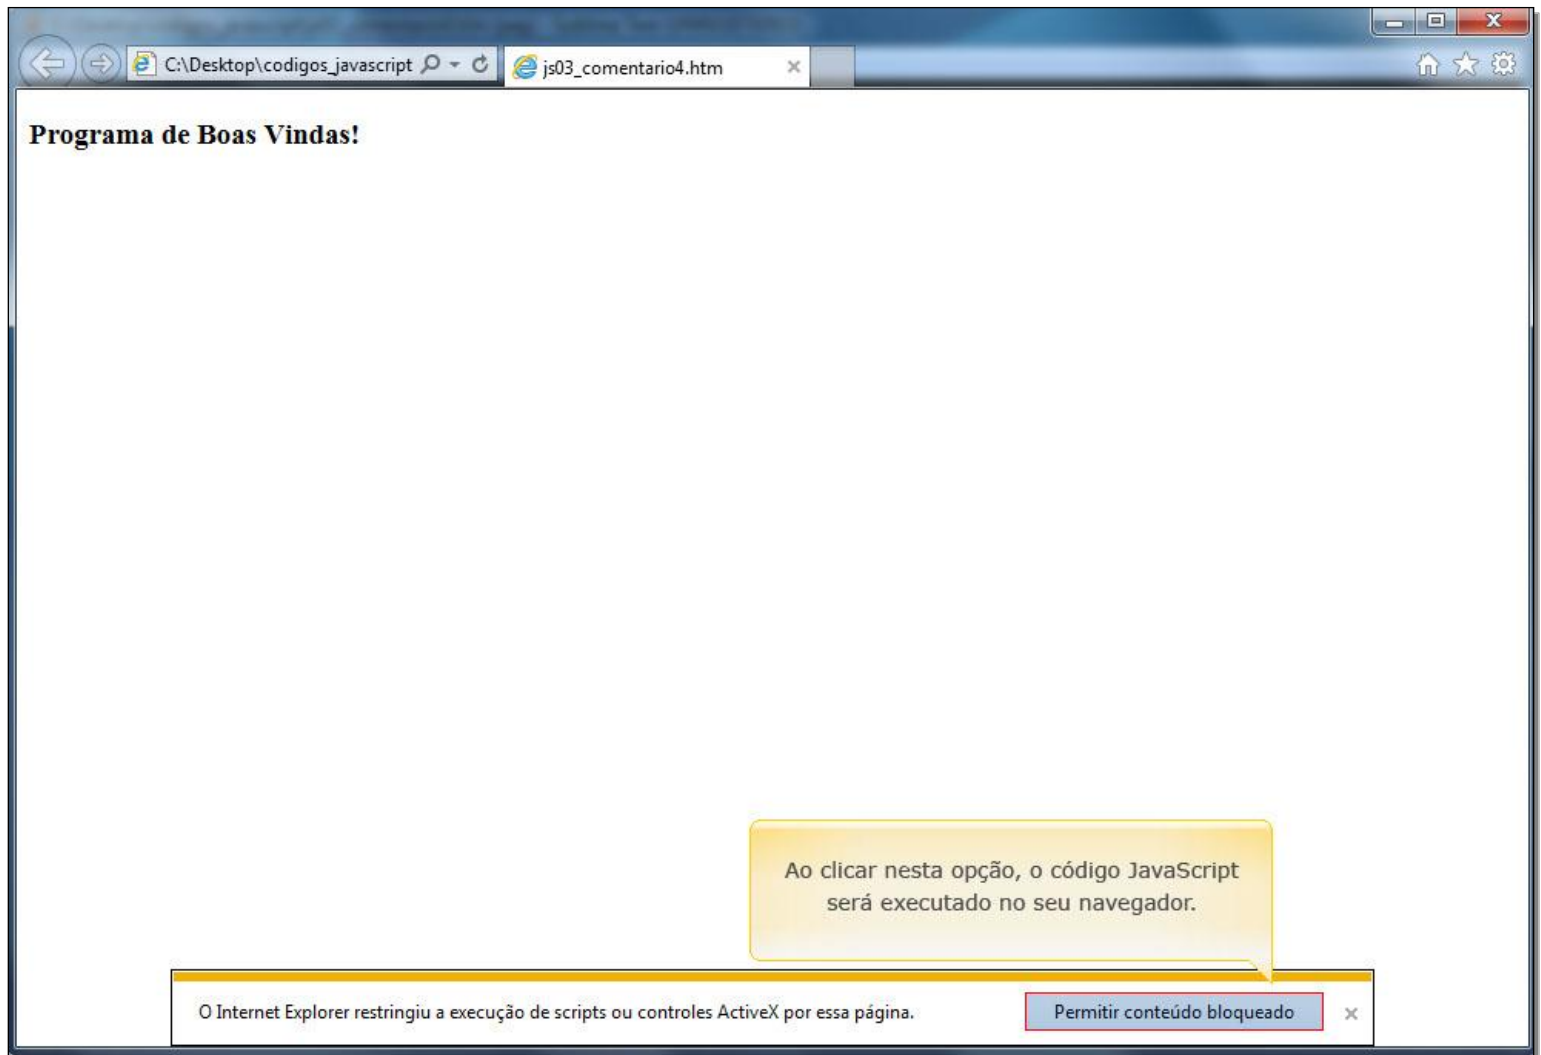 C:\Desktop\codigos_javascript
js03_comentario4.htm
Programa de Boas Vindas!
Ao clicar nesta opção, o código JavaScript
será executado no seu navegador.
O Internet Explorer restringiu a execução de scripts ou controles ActiveX por essa página.
Permitir conteúdo bloqueado